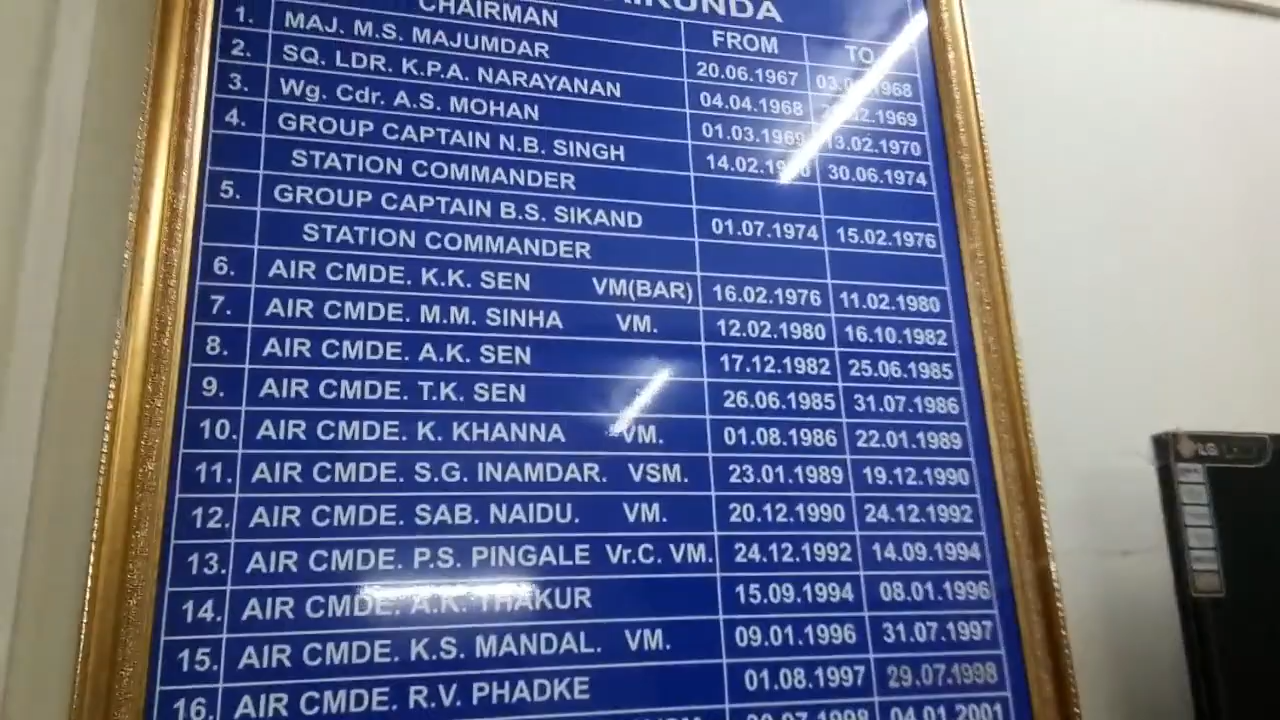 CHAIRMAN FROM TO
1. MAJ. M.S. MAJUMDAR 20.06.1967
2. SQ. LDR. K.P.A. NARAYANAN 04.04.1968
3. Wg. Cdr. A.S. MOHAN 01.03.1969 13.02.1970
4. GROUP CAPTAIN N.B. SINGH 30.06.1974
STATION COMMANDER
5. GROUP CAPTAIN B.S. SIKAND 01.07.1974 15.02.1976
STATION COMMANDER
6. AIR CMDE. K.K. SEN VM(BAR) 16.02.1976 11.02.1980
7. AIR CMDE. M.M. SINHA VM. 12.02.1980 16.10.1982
8. AIR CMDE. A.K. SEN 17.12.1982 25.06.1985
9. AIR CMDE. T.K. SEN 26.06.1985 31.07.1986
10. AIR CMDE. K. KHANNA VM. 01.08.1986 22.01.1989
11. AIR CMDE. S.G. INAMDAR. VSM. 23.01.1989 19.12.1990
12. AIR CMDE. SAB. NAIDU. VM. 20.12.1990 24.12.1992
13. AIR CMDE. P.S. PINGALE Vr.C. VM. 24.12.1992 14.09.1994
14. AIR CMDE. A.K. THAKUR 15.09.1994 08.01.1996
15. AIR CMDE. K.S. MANDAL. VM. 09.01.1996 31.07.1997
16. AIR CMDE. R.V. PHADKE 01.08.1997 29.07.1998
30.07.1998 04.01.2001
LG